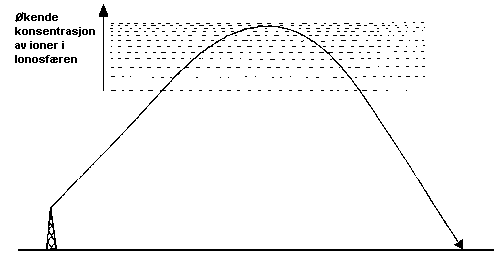 Økende
konsentrasjon
av ioner i
Ionosfæren